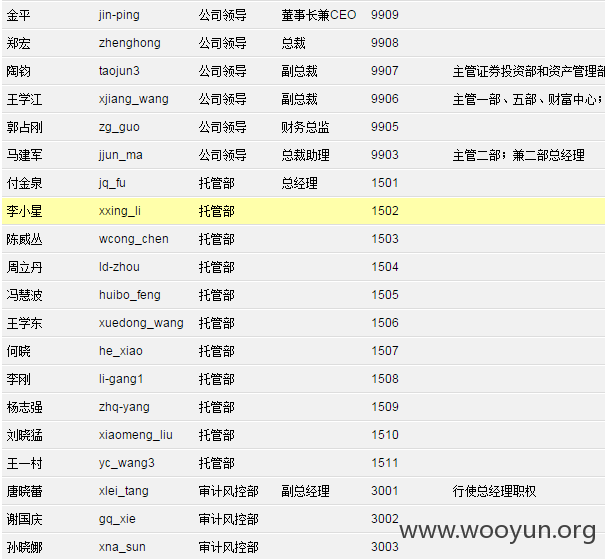 金平 jin-ping 公司领导 董事长兼CEO 9909
郑宏 zhenghong 公司领导 总裁 9908
陶钧 taojun3 公司领导 副总裁 9907 主管证券投资部和资产管理部
王学江 xjiang_wang 公司领导 副总裁 9906 主管一部、五部、财富中心；
郭占刚 zg_guo 公司领导 财务总监 9905
马建军 jjun_ma 公司领导 总裁助理 9903 主管二部；兼二部总经理
付金泉 jq_fu 托管部 总经理 1501
李小星 xxing_li 托管部 1502
陈威丛 wcong_chen 托管部 1503
周立丹 ld-zhou 托管部 1504
冯慧波 huibo_feng 托管部 1505
王学东 xuedong_wang 托管部 1506
何晓 he_xiao 托管部 1507
李刚 li-gang1 托管部 1508
杨志强 zhq-yang 托管部 1509
刘晓猛 xiaomeng_liu 托管部 1510
王一村 yc_wang3 托管部 1511
唐晓蕾 xlei_tang 审计风控部 副总经理 3001 行使总经理职权
谢国庆 gq_xie 审计风控部 3002
孙晓娜 xna_sun 审计风控部 3003
www.wooyun.org